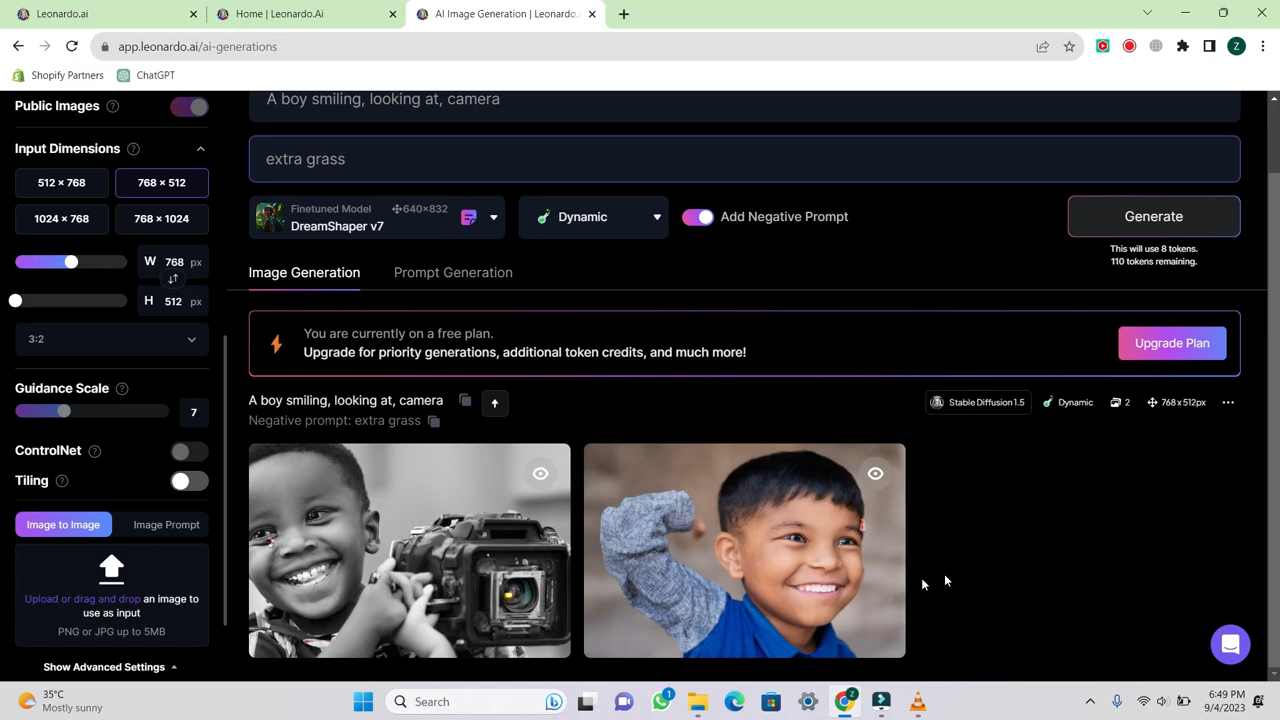 Leonardo.ai
Home | Leonardo.Ai
AI Image Generation | Leonardo.
app.leonardo.ai/ai-generations
Z
Shopify Partners
ChatGPT
Public Images
Input Dimensions
512 × 768
768 × 512
1024 × 768
768 × 1024
W 768 px
H 512 px
3:2
Guidance Scale
7
ControlNet
Tiling
Image to Image
Image Prompt
Upload or drag and drop an image to
use as input
PNG or JPG up to 5MB
Show Advanced Settings
A boy smiling, looking at, camera
extra grass
Finetuned Model
640×832
DreamShaper v7
Dynamic
Add Negative Prompt
Generate
This will use 8 tokens.
110 tokens remaining.
Image Generation
Prompt Generation
You are currently on a free plan.
Upgrade for priority generations, additional token credits, and much more!
Upgrade Plan
A boy smiling, looking at, camera
Negative prompt: extra grass
Stable Diffusion 1.5
Dynamic
2
768 x 512px
35°C
Mostly sunny
Search
1
Z
6:49 PM
9/4/2023